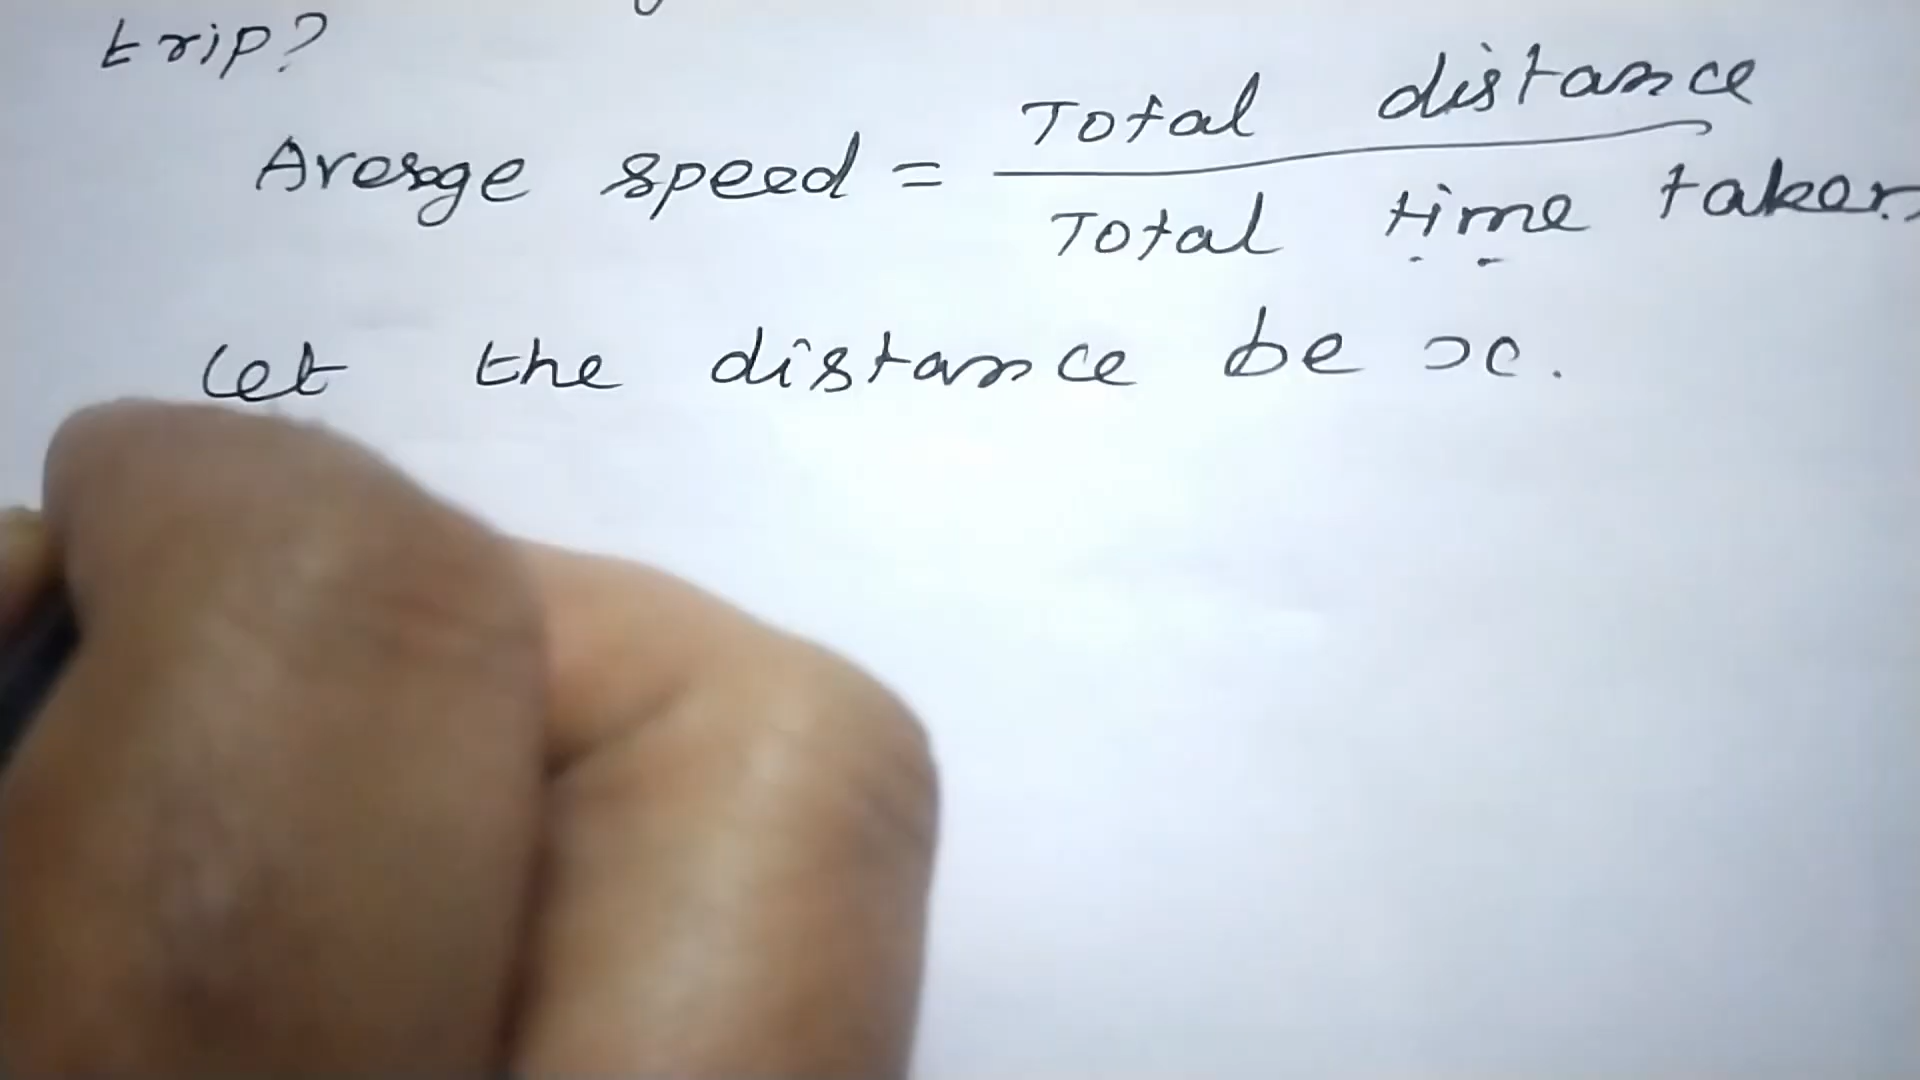 trip?
Average speed = Total distance
Total time taken
Let the distance be x.